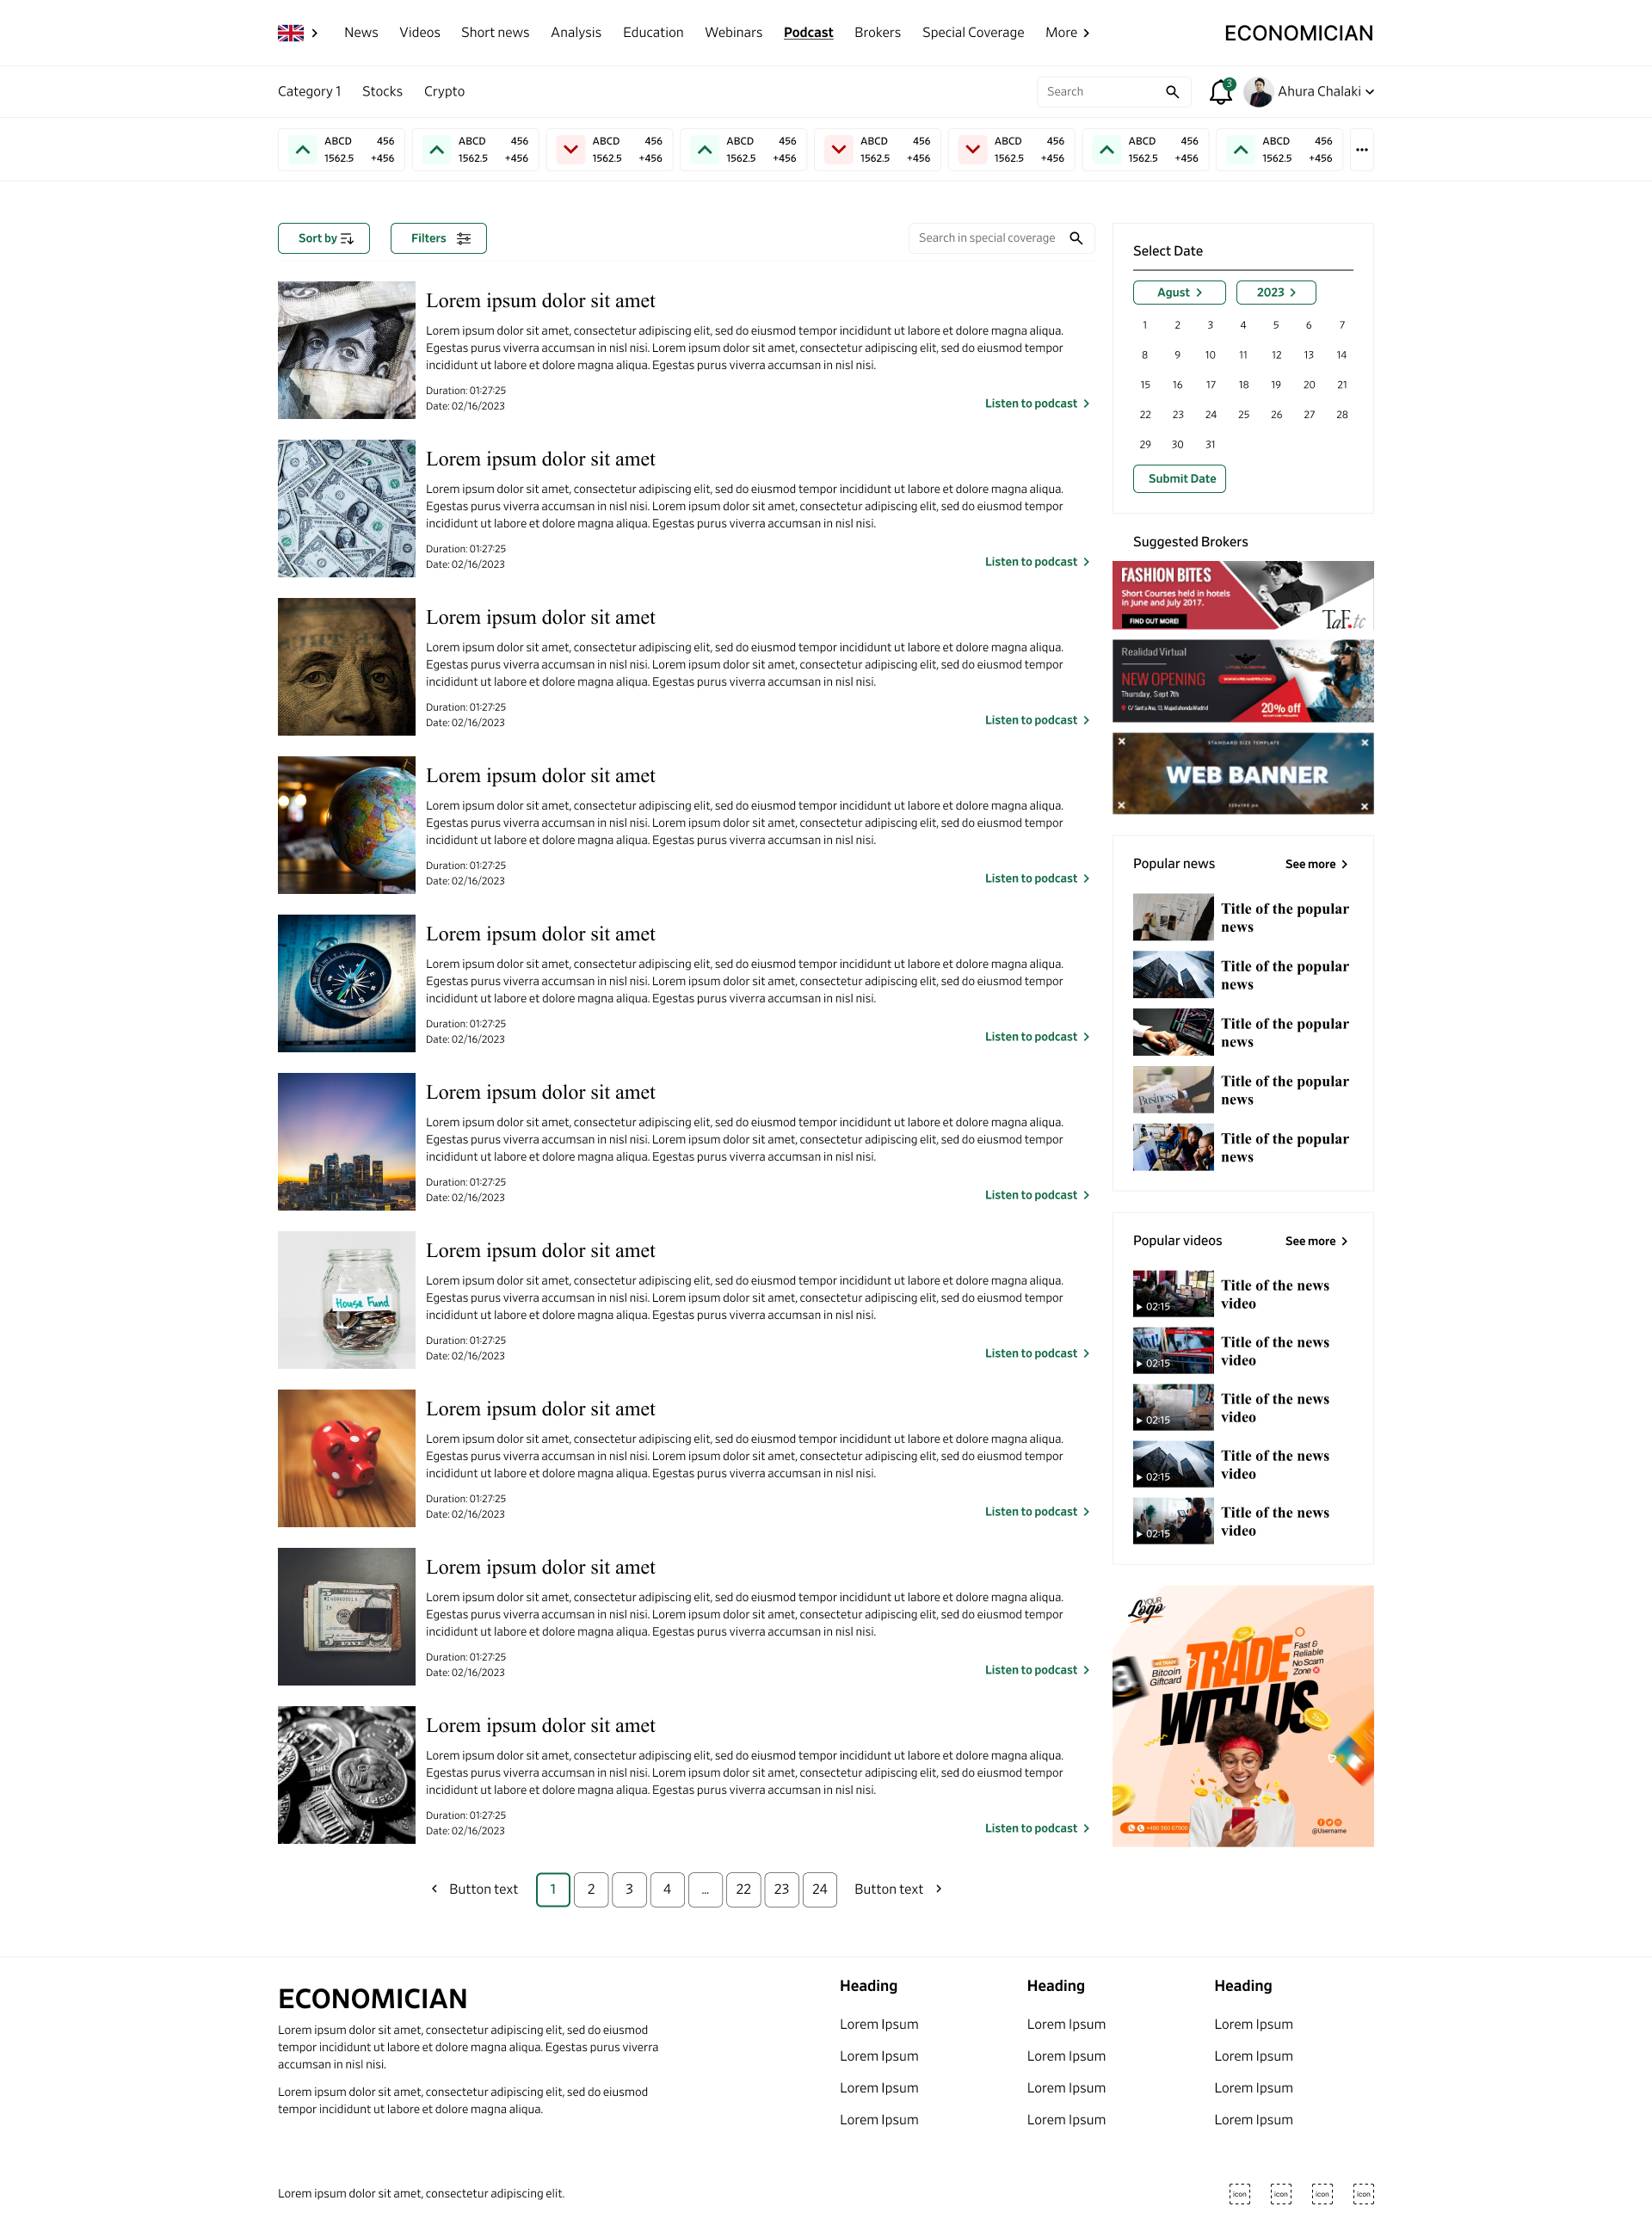 News Videos Short news Analysis Education Webinars Podcast Brokers Special Coverage More ECONOMICIAN
Category 1 Stocks Crypto Search 3 Ahura Chalaki
ABCD 456 ABCD 456 ABCD 456 ABCD 456 ABCD 456 ABCD 456 ABCD 456 ABCD 456
1562.5 +456 1562.5 +456 1562.5 +456 1562.5 +456 1562.5 +456 1562.5 +456 1562.5 +456 1562.5 +456
Sort by Filters Search in special coverage
Lorem ipsum dolor sit amet
Lorem ipsum dolor sit amet, consectetur adipiscing elit, sed do eiusmod tempor incididunt ut labore et dolore magna aliqua.
Egestas purus viverra accumsan in nisl nisi. Lorem ipsum dolor sit amet, consectetur adipiscing elit, sed do eiusmod tempor
incididunt ut labore et dolore magna aliqua. Egestas purus viverra accumsan in nisl nisi.
Duration: 01:27:25
Date: 02/16/2023
Listen to podcast
Lorem ipsum dolor sit amet
Lorem ipsum dolor sit amet, consectetur adipiscing elit, sed do eiusmod tempor incididunt ut labore et dolore magna aliqua.
Egestas purus viverra accumsan in nisl nisi. Lorem ipsum dolor sit amet, consectetur adipiscing elit, sed do eiusmod tempor
incididunt ut labore et dolore magna aliqua. Egestas purus viverra accumsan in nisl nisi.
Duration: 01:27:25
Date: 02/16/2023
Listen to podcast
Lorem ipsum dolor sit amet
Lorem ipsum dolor sit amet, consectetur adipiscing elit, sed do eiusmod tempor incididunt ut labore et dolore magna aliqua.
Egestas purus viverra accumsan in nisl nisi. Lorem ipsum dolor sit amet, consectetur adipiscing elit, sed do eiusmod tempor
incididunt ut labore et dolore magna aliqua. Egestas purus viverra accumsan in nisl nisi.
Duration: 01:27:25
Date: 02/16/2023
Listen to podcast
Lorem ipsum dolor sit amet
Lorem ipsum dolor sit amet, consectetur adipiscing elit, sed do eiusmod tempor incididunt ut labore et dolore magna aliqua.
Egestas purus viverra accumsan in nisl nisi. Lorem ipsum dolor sit amet, consectetur adipiscing elit, sed do eiusmod tempor
incididunt ut labore et dolore magna aliqua. Egestas purus viverra accumsan in nisl nisi.
Duration: 01:27:25
Date: 02/16/2023
Listen to podcast
Lorem ipsum dolor sit amet
Lorem ipsum dolor sit amet, consectetur adipiscing elit, sed do eiusmod tempor incididunt ut labore et dolore magna aliqua.
Egestas purus viverra accumsan in nisl nisi. Lorem ipsum dolor sit amet, consectetur adipiscing elit, sed do eiusmod tempor
incididunt ut labore et dolore magna aliqua. Egestas purus viverra accumsan in nisl nisi.
Duration: 01:27:25
Date: 02/16/2023
Listen to podcast
Lorem ipsum dolor sit amet
Lorem ipsum dolor sit amet, consectetur adipiscing elit, sed do eiusmod tempor incididunt ut labore et dolore magna aliqua.
Egestas purus viverra accumsan in nisl nisi. Lorem ipsum dolor sit amet, consectetur adipiscing elit, sed do eiusmod tempor
incididunt ut labore et dolore magna aliqua. Egestas purus viverra accumsan in nisl nisi.
Duration: 01:27:25
Date: 02/16/2023
Listen to podcast
House Fund
Lorem ipsum dolor sit amet
Lorem ipsum dolor sit amet, consectetur adipiscing elit, sed do eiusmod tempor incididunt ut labore et dolore magna aliqua.
Egestas purus viverra accumsan in nisl nisi. Lorem ipsum dolor sit amet, consectetur adipiscing elit, sed do eiusmod tempor
incididunt ut labore et dolore magna aliqua. Egestas purus viverra accumsan in nisl nisi.
Duration: 01:27:25
Date: 02/16/2023
Listen to podcast
Lorem ipsum dolor sit amet
Lorem ipsum dolor sit amet, consectetur adipiscing elit, sed do eiusmod tempor incididunt ut labore et dolore magna aliqua.
Egestas purus viverra accumsan in nisl nisi. Lorem ipsum dolor sit amet, consectetur adipiscing elit, sed do eiusmod tempor
incididunt ut labore et dolore magna aliqua. Egestas purus viverra accumsan in nisl nisi.
Duration: 01:27:25
Date: 02/16/2023
Listen to podcast
Lorem ipsum dolor sit amet
Lorem ipsum dolor sit amet, consectetur adipiscing elit, sed do eiusmod tempor incididunt ut labore et dolore magna aliqua.
Egestas purus viverra accumsan in nisl nisi. Lorem ipsum dolor sit amet, consectetur adipiscing elit, sed do eiusmod tempor
incididunt ut labore et dolore magna aliqua. Egestas purus viverra accumsan in nisl nisi.
Duration: 01:27:25
Date: 02/16/2023
Listen to podcast
Lorem ipsum dolor sit amet
Lorem ipsum dolor sit amet, consectetur adipiscing elit, sed do eiusmod tempor incididunt ut labore et dolore magna aliqua.
Egestas purus viverra accumsan in nisl nisi. Lorem ipsum dolor sit amet, consectetur adipiscing elit, sed do eiusmod tempor
incididunt ut labore et dolore magna aliqua. Egestas purus viverra accumsan in nisl nisi.
Duration: 01:27:25
Date: 02/16/2023
Listen to podcast
Button text 1 2 3 4 ... 22 23 24 Button text
Select Date
Agust 2023
1 2 3 4 5 6 7
8 9 10 11 12 13 14
15 16 17 18 19 20 21
22 23 24 25 26 27 28
29 30 31
Submit Date
Suggested Brokers
FASHION BITES
Short Courses held in hotels
in June and July 2017.
FIND OUT MORE!
TaF.tc
Realidad Virtual
NEW OPENING
Thursday, Sept 7th
C/ Santa Ana, 13, Majadahonda Madrid
20% off
STANDARD SIZE TEMPLATE
WEB BANNER
Popular news See more
Title of the popular
news
Title of the popular
news
Title of the popular
news
Business
Title of the popular
news
Title of the popular
news
Popular videos See more
02:15
Title of the news
video
02:15
Title of the news
video
02:15
Title of the news
video
02:15
Title of the news
video
02:15
Title of the news
video
YOUR
Logo
TRADE
WITH US
WE TRADE
Bitcoin
Giftcard
Fast &
Reliable
No Scam
Zone
@Username
ECONOMICIAN
Lorem ipsum dolor sit amet, consectetur adipiscing elit, sed do eiusmod
tempor incididunt ut labore et dolore magna aliqua. Egestas purus viverra
accumsan in nisl nisi.
Lorem ipsum dolor sit amet, consectetur adipiscing elit, sed do eiusmod
tempor incididunt ut labore et dolore magna aliqua.
Heading Heading Heading
Lorem Ipsum Lorem Ipsum Lorem Ipsum
Lorem Ipsum Lorem Ipsum Lorem Ipsum
Lorem Ipsum Lorem Ipsum Lorem Ipsum
Lorem Ipsum Lorem Ipsum Lorem Ipsum
Lorem ipsum dolor sit amet, consectetur adipiscing elit.
icon icon icon icon